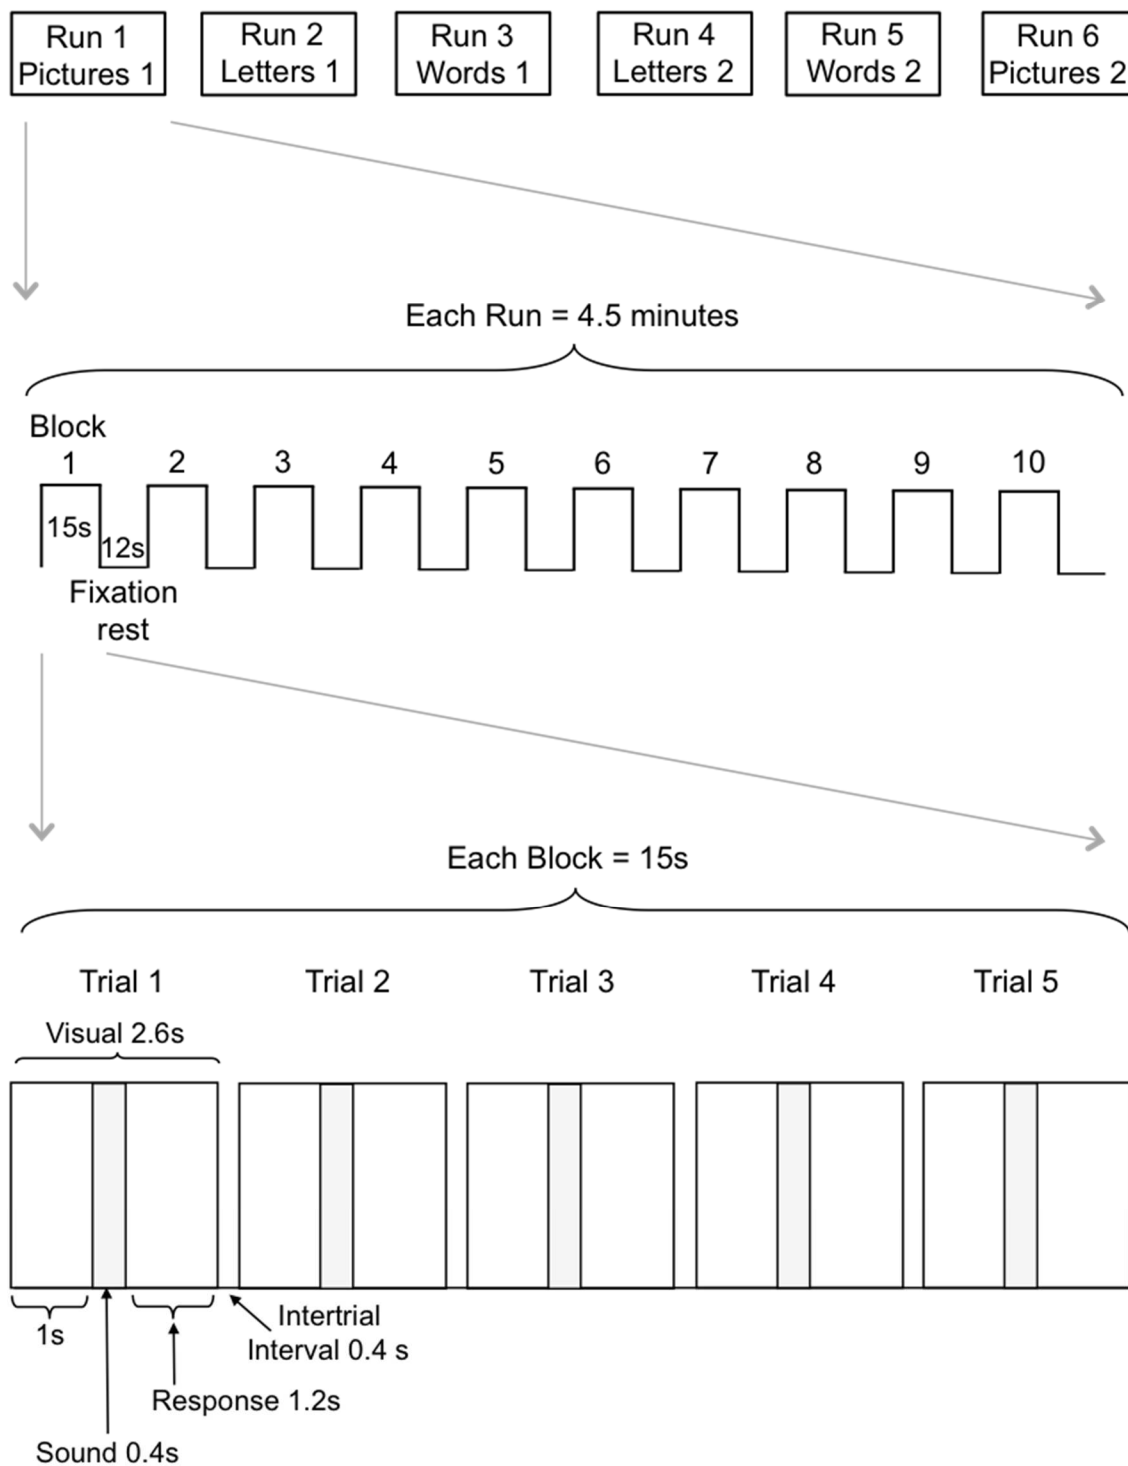 Run 1
Pictures 1
Run 2
Letters 1
Run 3
Words 1
Run 4
Letters 2
Run 5
Words 2
Run 6
Pictures 2
Each Run = 4.5 minutes
Block
1 2 3 4 5 6 7 8 9 10
15s
12s
Fixation
rest
Each Block = 15s
Trial 1 Trial 2 Trial 3 Trial 4 Trial 5
Visual 2.6s
1s
Intertrial
Interval 0.4 s
Response 1.2s
Sound 0.4s